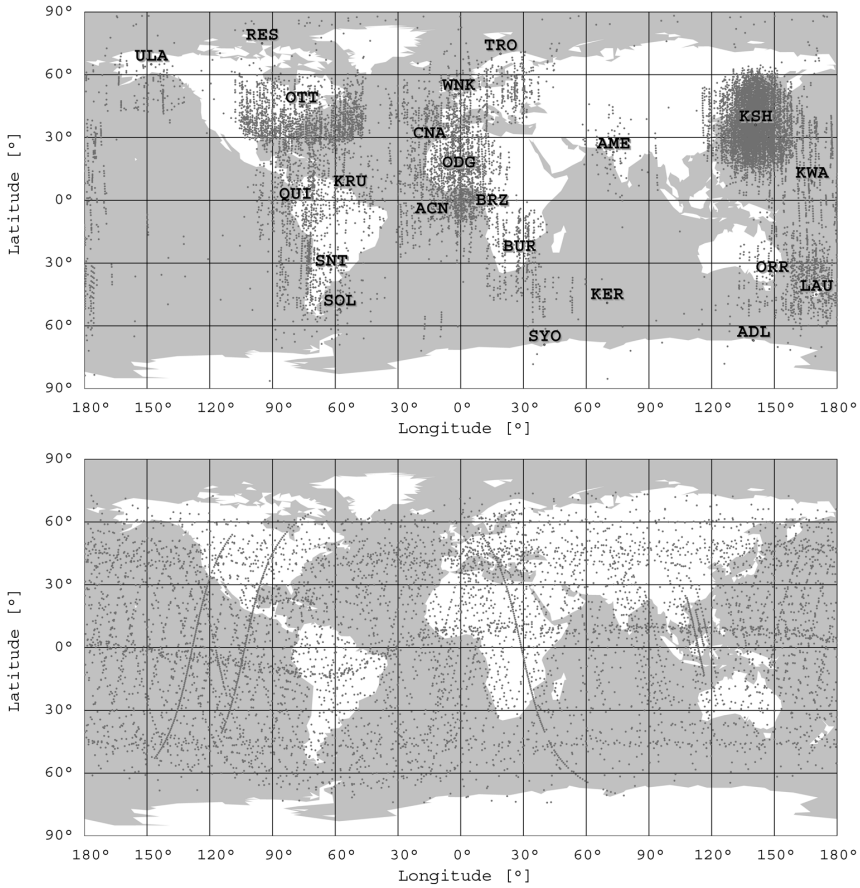 90°
RES
TRO
ULA
60°
WNK
OTT
KSH
30°
CNA
AME
ODG
KRU
KWA
0°
QUI
BRZ
ACN
BUR
30°
SNT
ORR
LAU
SOL
KER
60°
SYO
ADL
90°
Latitude [°]
180° 150° 120° 90° 60° 30° 0° 30° 60° 90° 120° 150° 180°
Longitude [°]
90°
60°
30°
0°
30°
60°
90°
Latitude [°]
180° 150° 120° 90° 60° 30° 0° 30° 60° 90° 120° 150° 180°
Longitude [°]